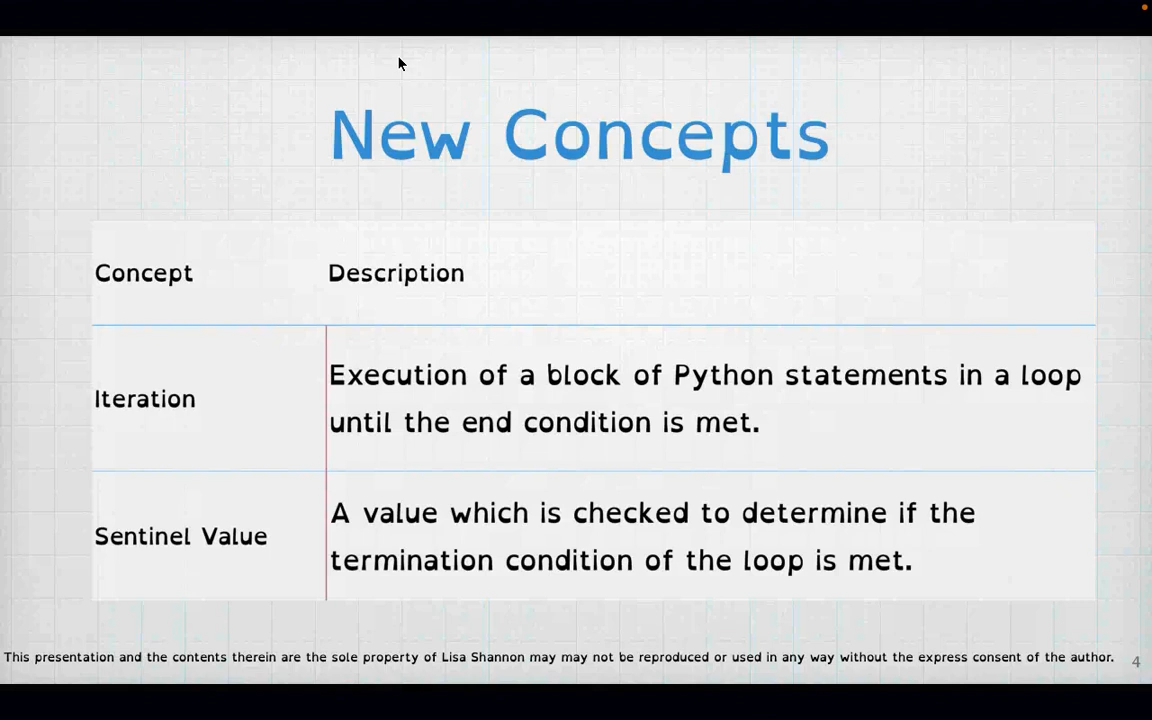 New Concepts
Concept Description
Iteration
Execution of a block of Python statements in a loop
until the end condition is met.
Sentinel Value
A value which is checked to determine if the
termination condition of the loop is met.
This presentation and the contents therein are the sole property of Lisa Shannon may may not be reproduced or used in any way without the express consent of the author.
4